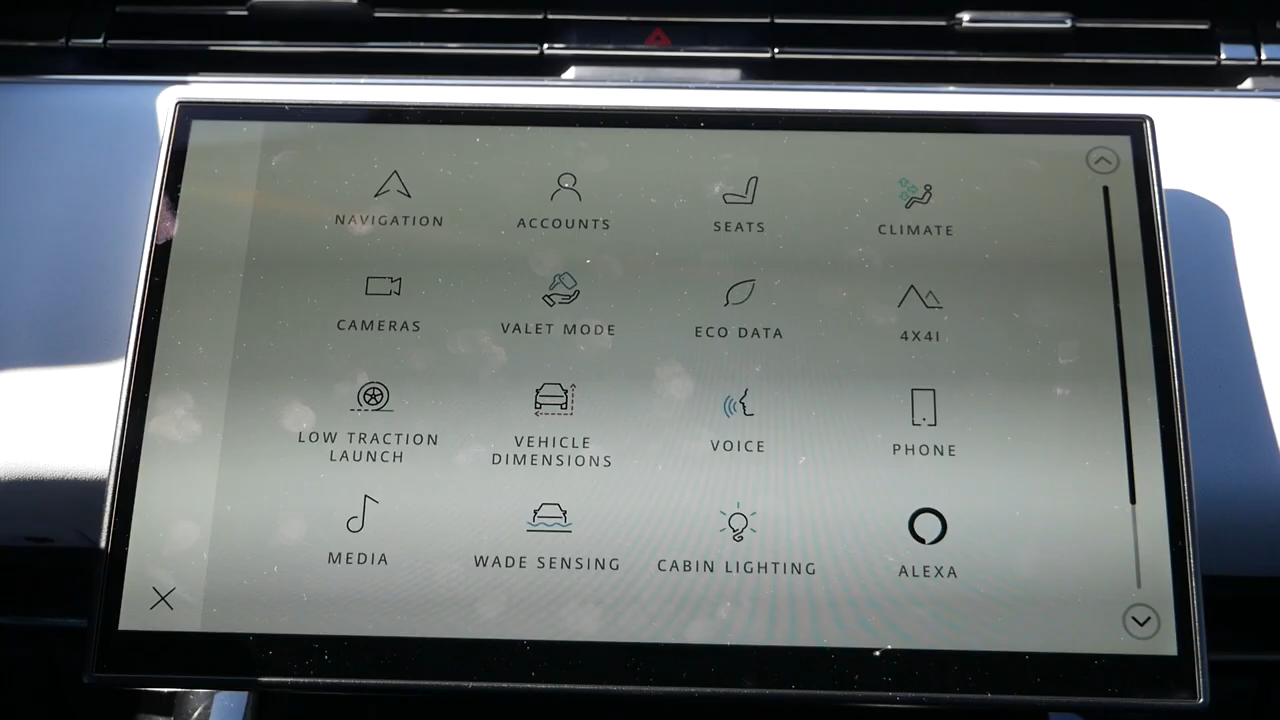 NAVIGATION
ACCOUNTS
SEATS
CLIMATE
CAMERAS
VALET MODE
ECO DATA
4X4I
LOW TRACTION
LAUNCH
VEHICLE
DIMENSIONS
VOICE
PHONE
MEDIA
WADE SENSING
CABIN LIGHTING
ALEXA